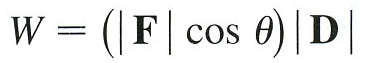 W = (|F| cos θ)|D|